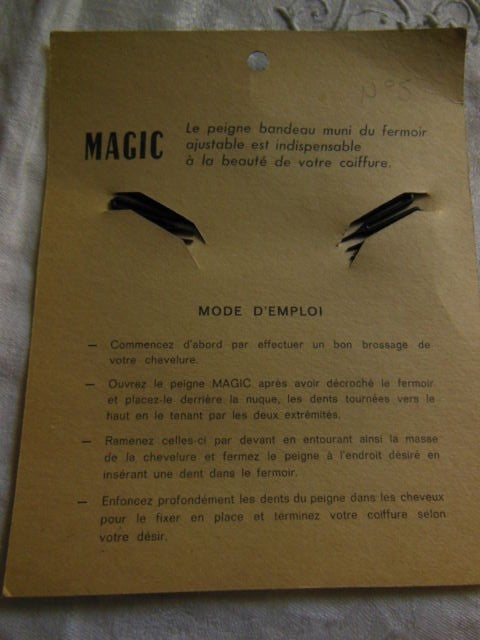 N°5
MAGIC
Le peigne bandeau muni du fermoir
ajustable est indispensable
à la beauté de votre coiffure.
MODE D'EMPLOI
— Commencez d'abord par effectuer un bon brossage de
votre chevelure.
— Ouvrez le peigne MAGIC après avoir décroché le fermoir
et placez-le derrière la nuque, les dents tournées vers le
haut en le tenant par les deux extrémités.
— Ramenez celles-ci par devant en entourant ainsi la masse
de la chevelure et fermez le peigne à l'endroit désiré en
insérant une dent dans le fermoir.
— Enfoncez profondément les dents du peigne dans les cheveux
pour le fixer en place et terminez votre coiffure selon
votre désir.